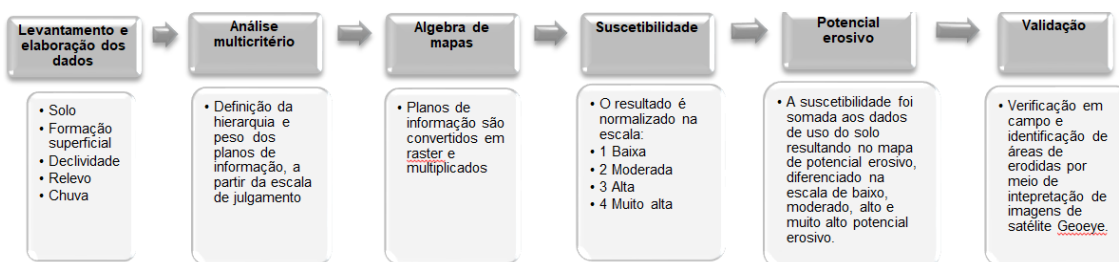 Levantamento e
elaboração dos
dados
• Solo
• Formação
superficial
• Declividade
• Relevo
• Chuva
Análise
multicritério
• Definição da
hierarquia e
peso dos
planos de
informação, a
partir da escala
de julgamento
Algebra de
mapas
• Planos de
informação são
convertidos em
raster e
multiplicados
Suscetibilidade
• O resultado é
normalizado na
escala:
• 1 Baixa
• 2 Moderada
• 3 Alta
• 4 Muito alta
Potencial
erosivo
• A suscetibilidade foi
somada aos dados
de uso do solo
resultando no mapa
de potencial erosivo,
diferenciado na
escala de baixo,
moderado, alto e
muito alto potencial
erosivo.
Validação
• Verificação em
campo e
identificação de
áreas de
erodidas por
meio de
intepretação de
imagens de
satélite Geoeye.